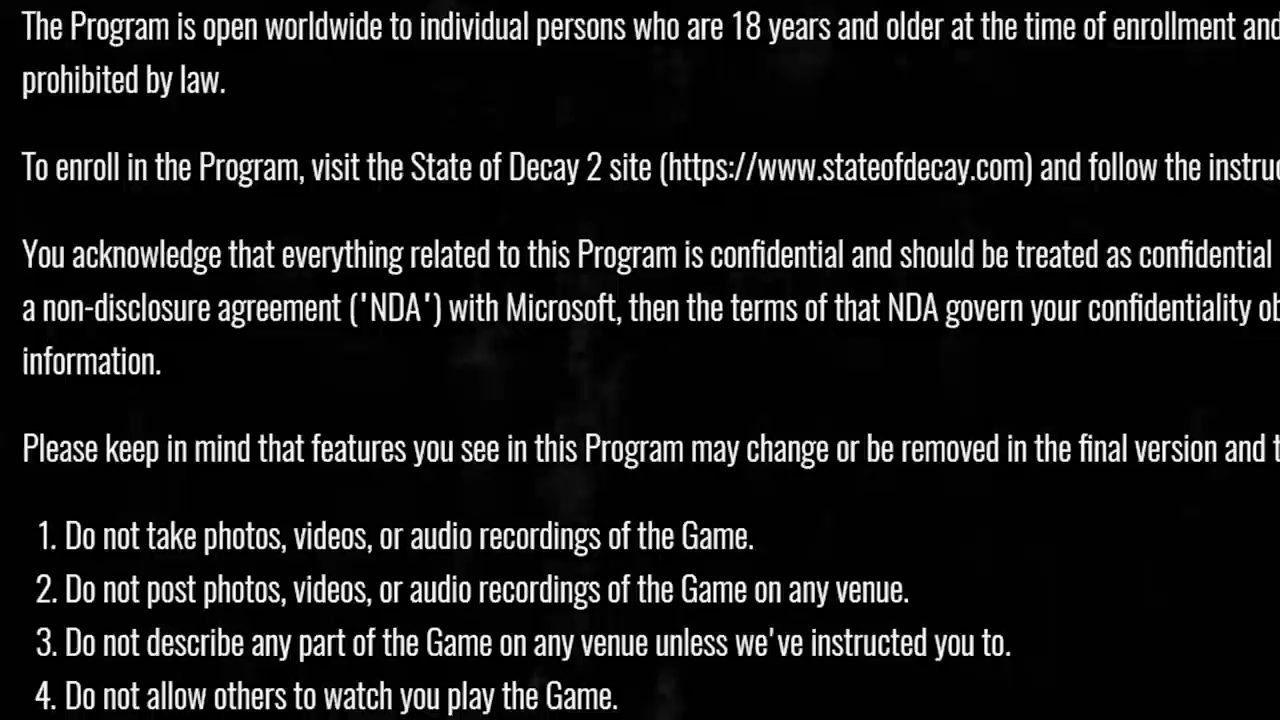 The Program is open worldwide to individual persons who are 18 years and older at the time of enrollment and
prohibited by law.
To enroll in the Program, visit the State of Decay 2 site (https://www.stateofdecay.com) and follow the
You acknowledge that everything related to this Program is confidential and should be treated as confidential
a non-disclosure agreement ('NDA') with Microsoft, then the terms of that NDA govern your confidentiality
information.
Please keep in mind that features you see in this Program may change or be removed in the final version and
1. Do not take photos, videos, or audio recordings of the Game.
2. Do not post photos, videos, or audio recordings of the Game on any venue.
3. Do not describe any part of the Game on any venue unless we've instructed you to.
4. Do not allow others to watch you play the Game.